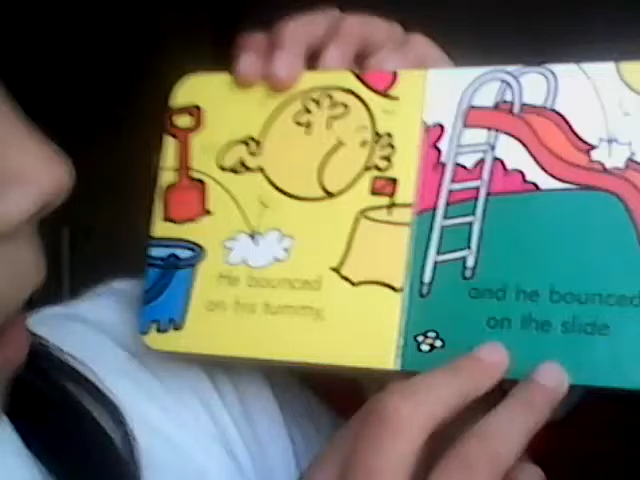 He bounced
on his tummy,
and he bounced
on the slide